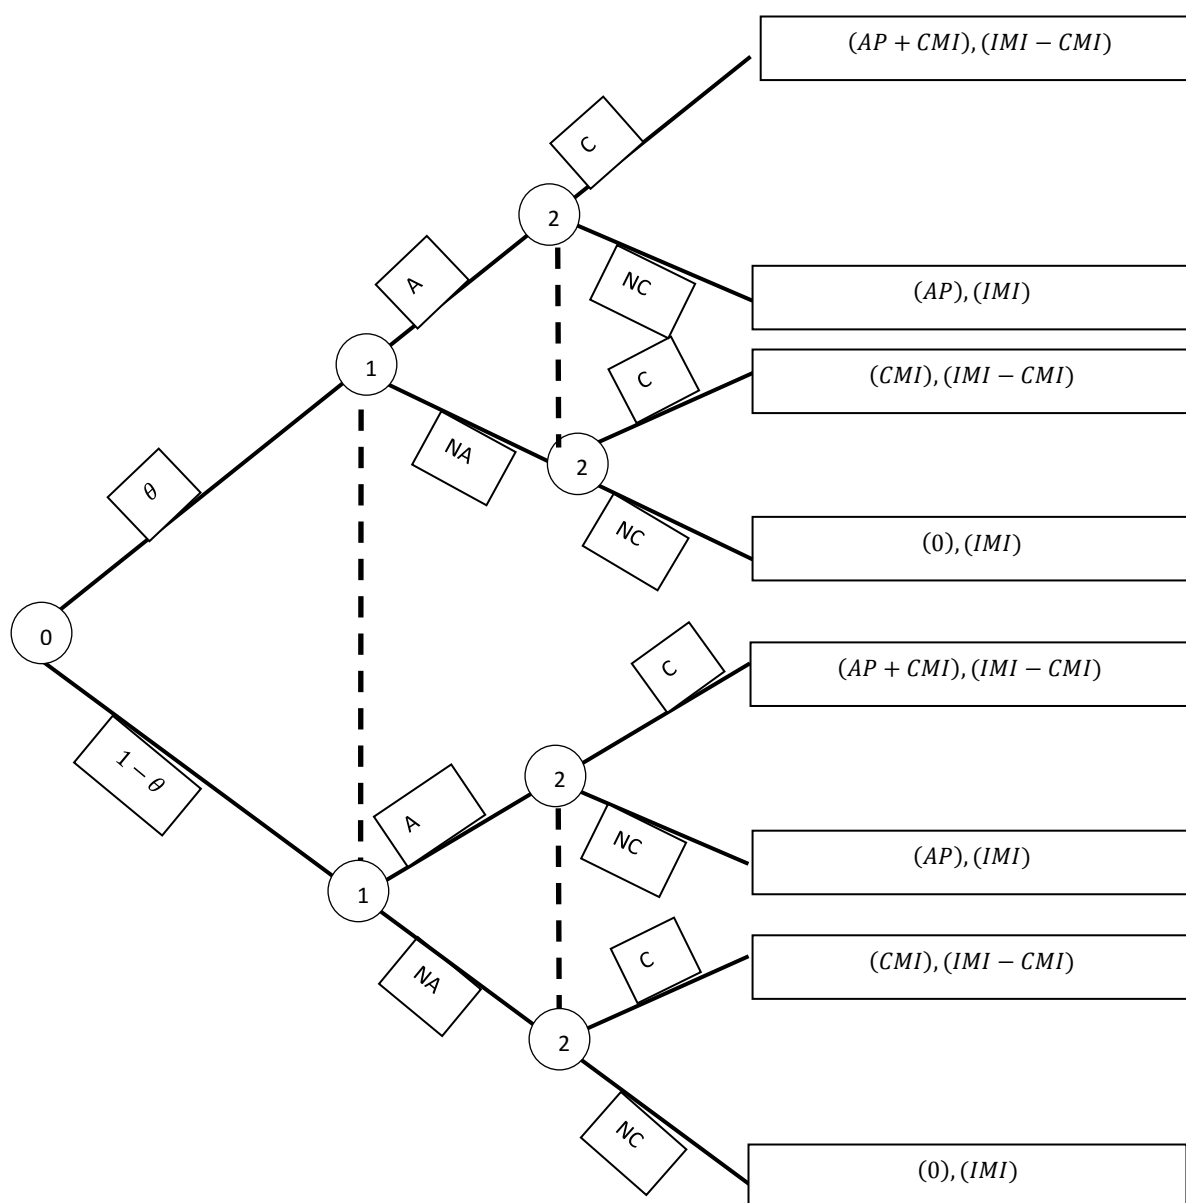 (AP + CMI), (IMI − CMI)
C
2
A
NC
(AP), (IMI)
1
C
(CMI), (IMI − CMI)
NA
2
θ
NC
(0), (IMI)
0
C
(AP + CMI), (IMI − CMI)
1 − θ
2
A
NC
(AP), (IMI)
1
C
(CMI), (IMI − CMI)
NA
2
NC
(0), (IMI)